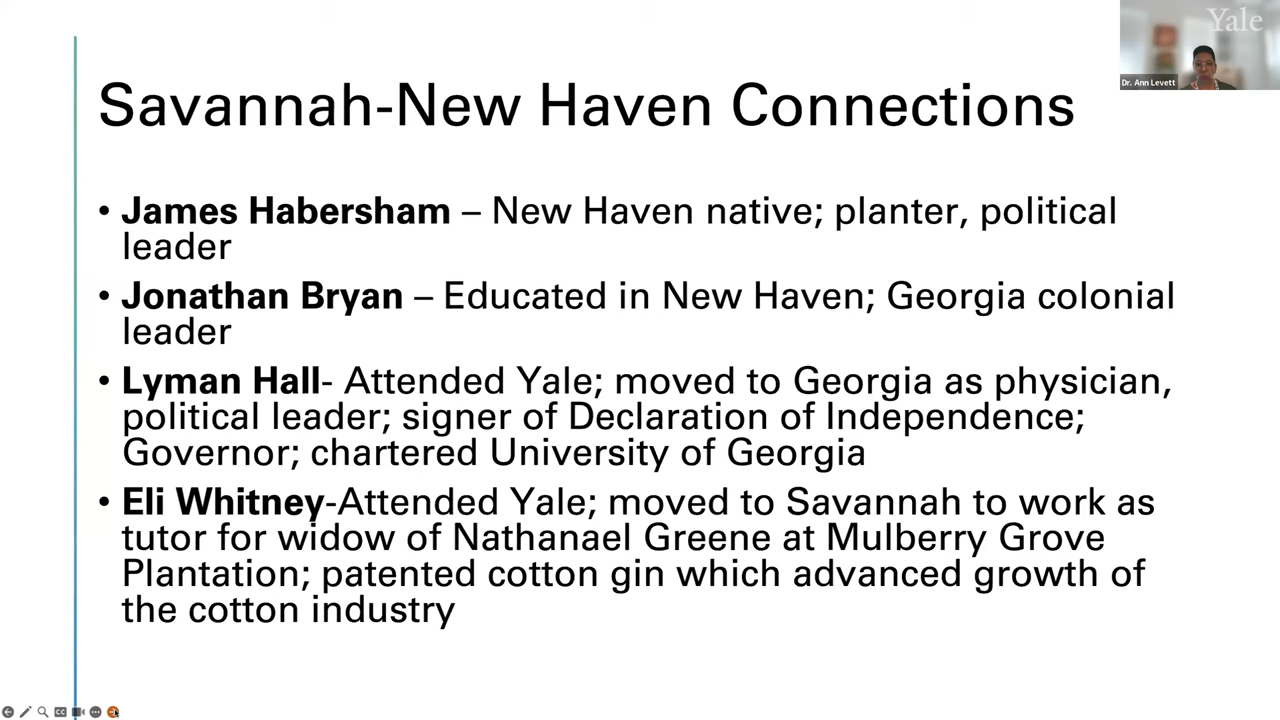 Yale
Dr. Ann Levett
Savannah-New Haven Connections
• James Habersham – New Haven native; planter, political
leader
• Jonathan Bryan – Educated in New Haven; Georgia colonial
leader
• Lyman Hall- Attended Yale; moved to Georgia as physician,
political leader; signer of Declaration of Independence;
Governor; chartered University of Georgia
• Eli Whitney-Attended Yale; moved to Savannah to work as
tutor for widow of Nathanael Greene at Mulberry Grove
Plantation; patented cotton gin which advanced growth of
the cotton industry
CC